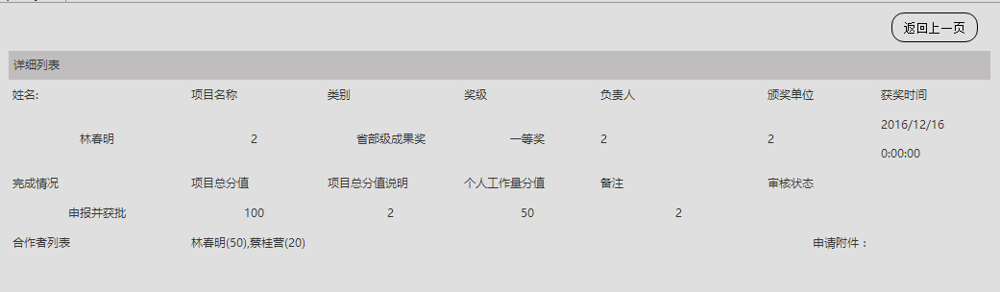 返回上一页
详细列表
姓名: 项目名称 类别 奖级 负责人 颁奖单位 获奖时间
林春明 2 省部级成果奖 一等奖 2 2 2016/12/16
0:00:00
完成情况 项目总分值 项目总分值说明 个人工作量分值 备注 审核状态
申报并获批 100 2 50 2
合作者列表 林春明(50),蔡桂营(20) 申请附件：